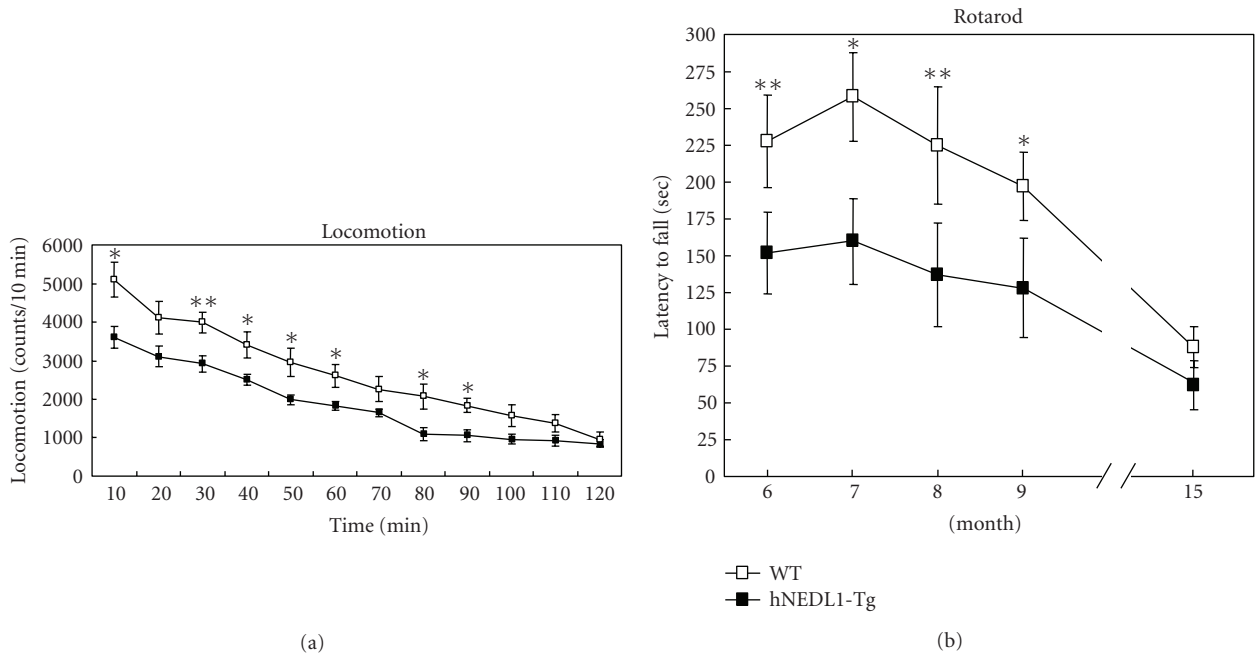 Locomotion
Locomotion (counts/10 min)
6000
5000
4000
3000
2000
1000
0
*
**
*
*
*
*
*
10 20 30 40 50 60 70 80 90 100 110 120
Time (min)
(a)
Rotarod
Latency to fall (sec)
300
275
250
225
200
175
150
125
100
75
50
25
0
**
*
**
*
6 7 8 9 15
(month)
WT
hNEDL1-Tg
(b)